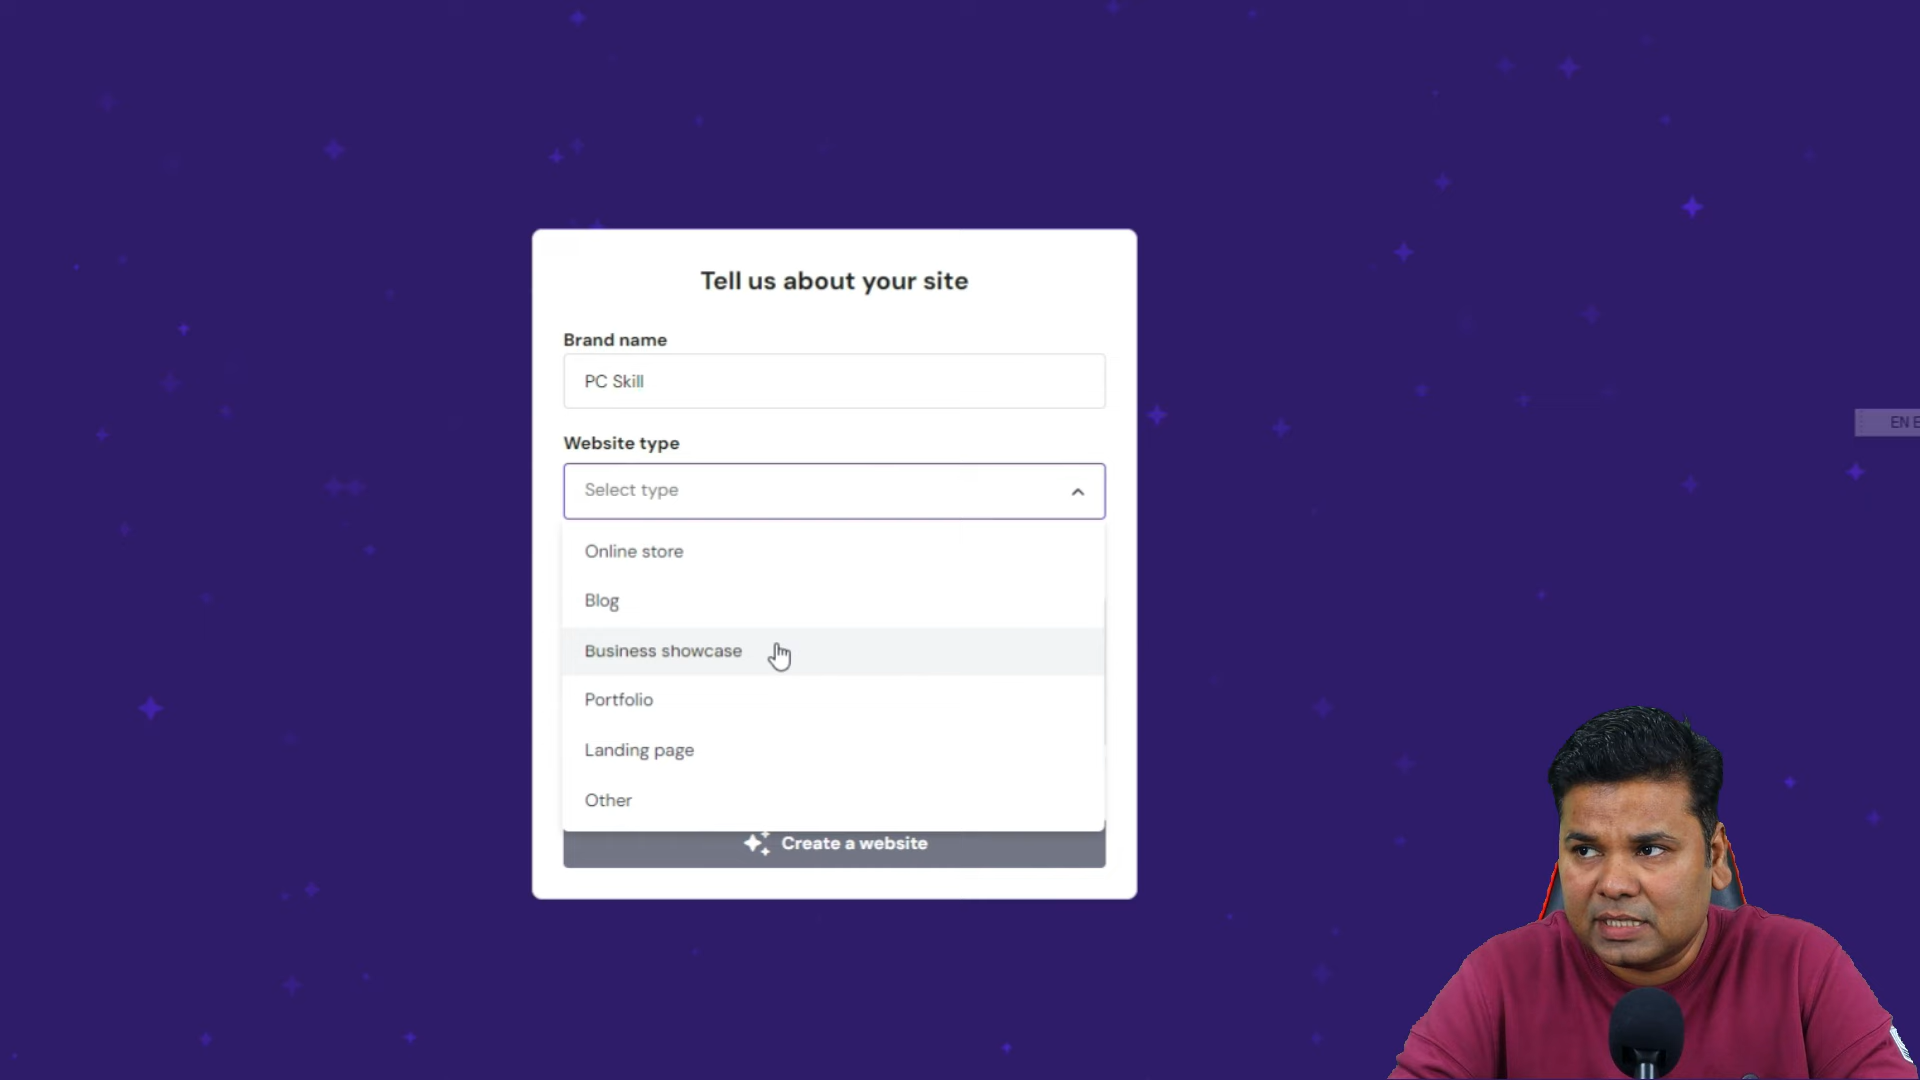 Tell us about your site
Brand name
PC Skill
Website type
Select type
Online store
Blog
Business showcase
Portfolio
Landing page
Other
Create a website
EN